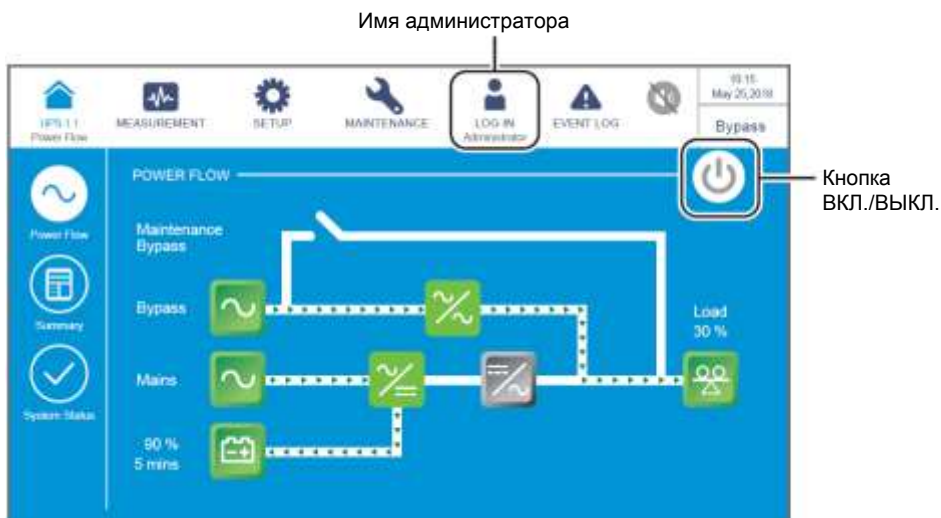 Имя администратора
UPS-1.1
Power Flow
MEASUREMENT
SETUP
MAINTENANCE
LOG IN
Administrator
EVENT LOG
May 25,2018
Bypass
POWER FLOW
Кнопка
ВКЛ./ВЫКЛ.
Power Flow
Maintenance
Bypass
Summary
Bypass
Load
30 %
Mains
System Status
90 %
5 mins